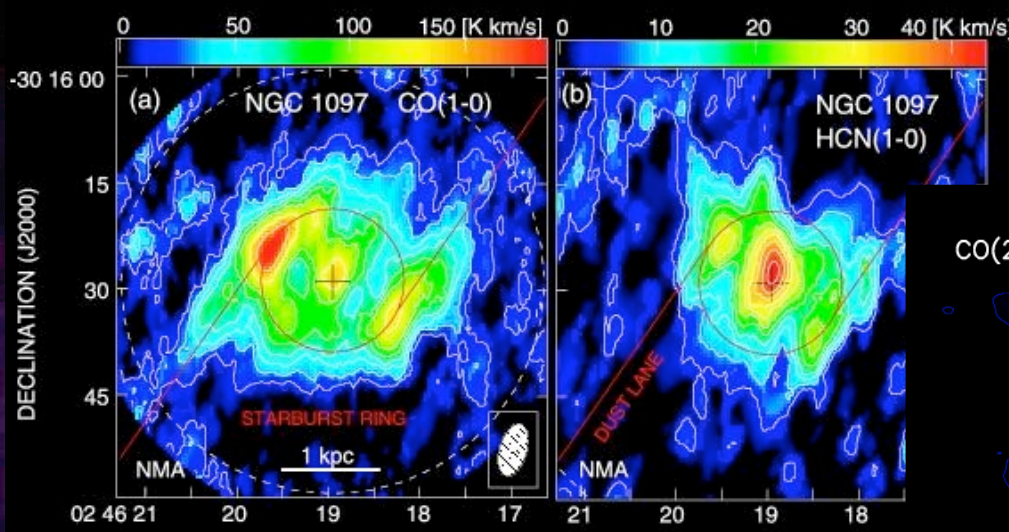 0 50 100 150 [K km/s]
0 10 20 30 40 [K km/s]
-30 16 00
(a) NGC 1097 CO(1-0)
(b) NGC 1097
HCN(1-0)
15
CO(2
DECLINATION (J2000)
30
45
STARBURST RING
DUST LANE
1 kpc
NMA
NMA
02 46 21 20 19 18 17
21 20 19 18